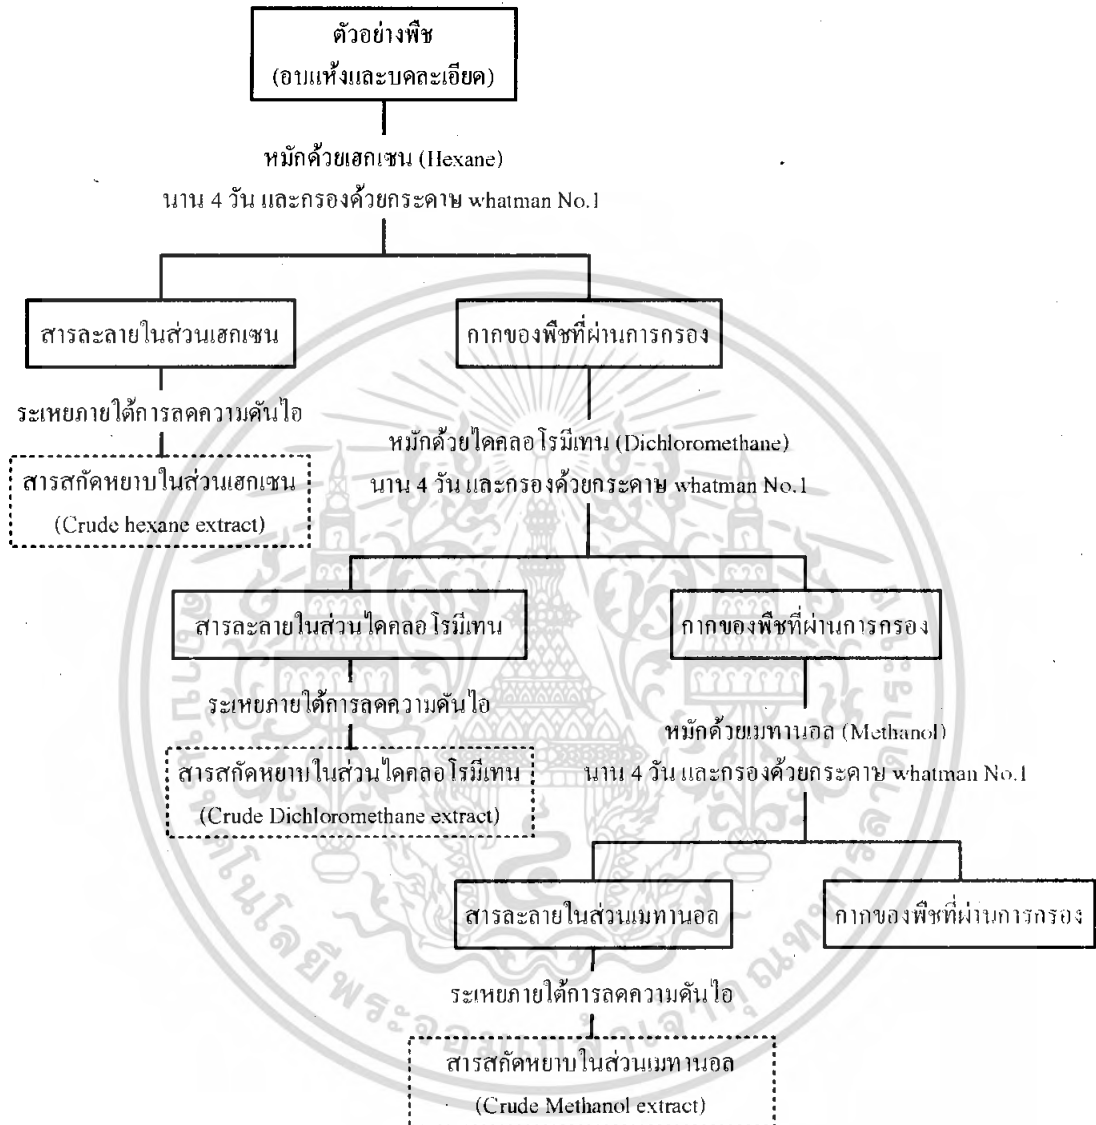 ตัวอย่างพืช
(อบแห้งและบดละเอียด)
หมักด้วยเฮกเซน (Hexane)
นาน 4 วัน และกรองด้วยกระดาษ whatman No.1
สารละลายในส่วนเฮกเซน
กากของพืชที่ผ่านการกรอง
ระเหยภายใต้การลดความดันไอ
สารสกัดหยาบในส่วนเฮกเซน
(Crude hexane extract)
หมักด้วยไดคลอโรมีเทน (Dichloromethane)
นาน 4 วัน และกรองด้วยกระดาษ whatman No.1
สารละลายในส่วนไดคลอโรมีเทน
กากของพืชที่ผ่านการกรอง
ระเหยภายใต้การลดความดันไอ
สารสกัดหยาบในส่วนไดคลอโรมีเทน
(Crude Dichloromethane extract)
หมักด้วยเมทานอล (Methanol)
นาน 4 วัน และกรองด้วยกระดาษ whatman No.1
สารละลายในส่วนเมทานอล
กากของพืชที่ผ่านการกรอง
ระเหยภายใต้การลดความดันไอ
สารสกัดหยาบในส่วนเมทานอล
(Crude Methanol extract)